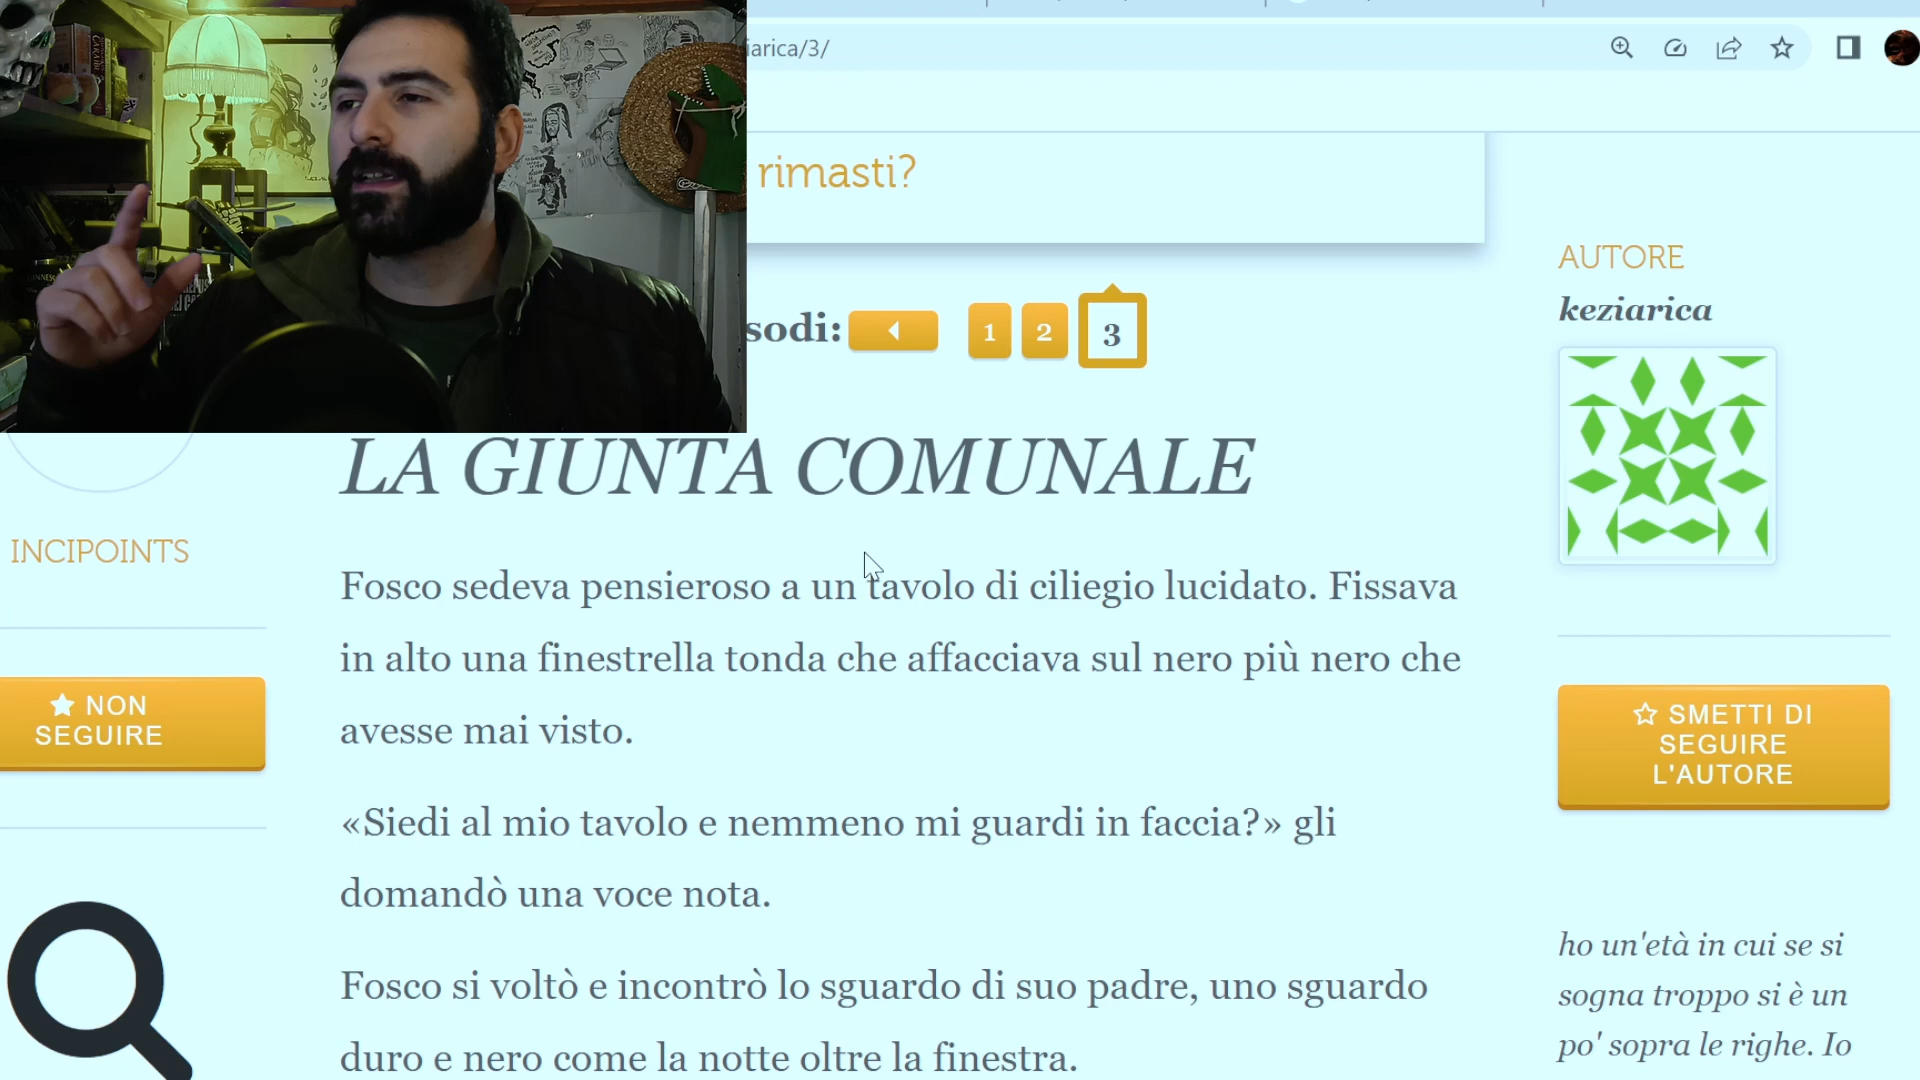 iarica/3/
rimasti?
sodi:
1
2
3
AUTORE
keziarica
LA GIUNTA COMUNALE
INCIPOINTS
Fosco sedeva pensieroso a un tavolo di ciliegio lucidato. Fissava
in alto una finestrella tonda che affacciava sul nero più nero che
avesse mai visto.
NON
SEGUIRE
SMETTI DI
SEGUIRE
L'AUTORE
«Siedi al mio tavolo e nemmeno mi guardi in faccia?» gli
domandò una voce nota.
Fosco si voltò e incontrò lo sguardo di suo padre, uno sguardo
duro e nero come la notte oltre la finestra.
ho un'età in cui se si
sogna troppo si è un
po' sopra le righe. Io